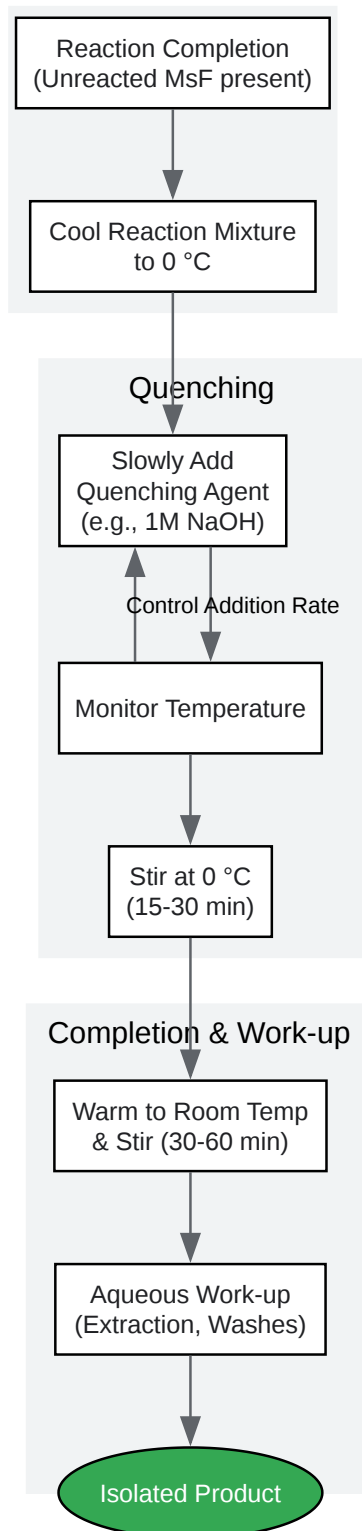 Reaction Completion
(Unreacted MsF present)
Cool Reaction Mixture
to 0 °C
Quenching
Slowly Add
Quenching Agent
(e.g., 1M NaOH)
Control Addition Rate
Monitor Temperature
Stir at 0 °C
(15-30 min)
Completion & Work-up
Warm to Room Temp
& Stir (30-60 min)
Aqueous Work-up
(Extraction, Washes)
Isolated Product